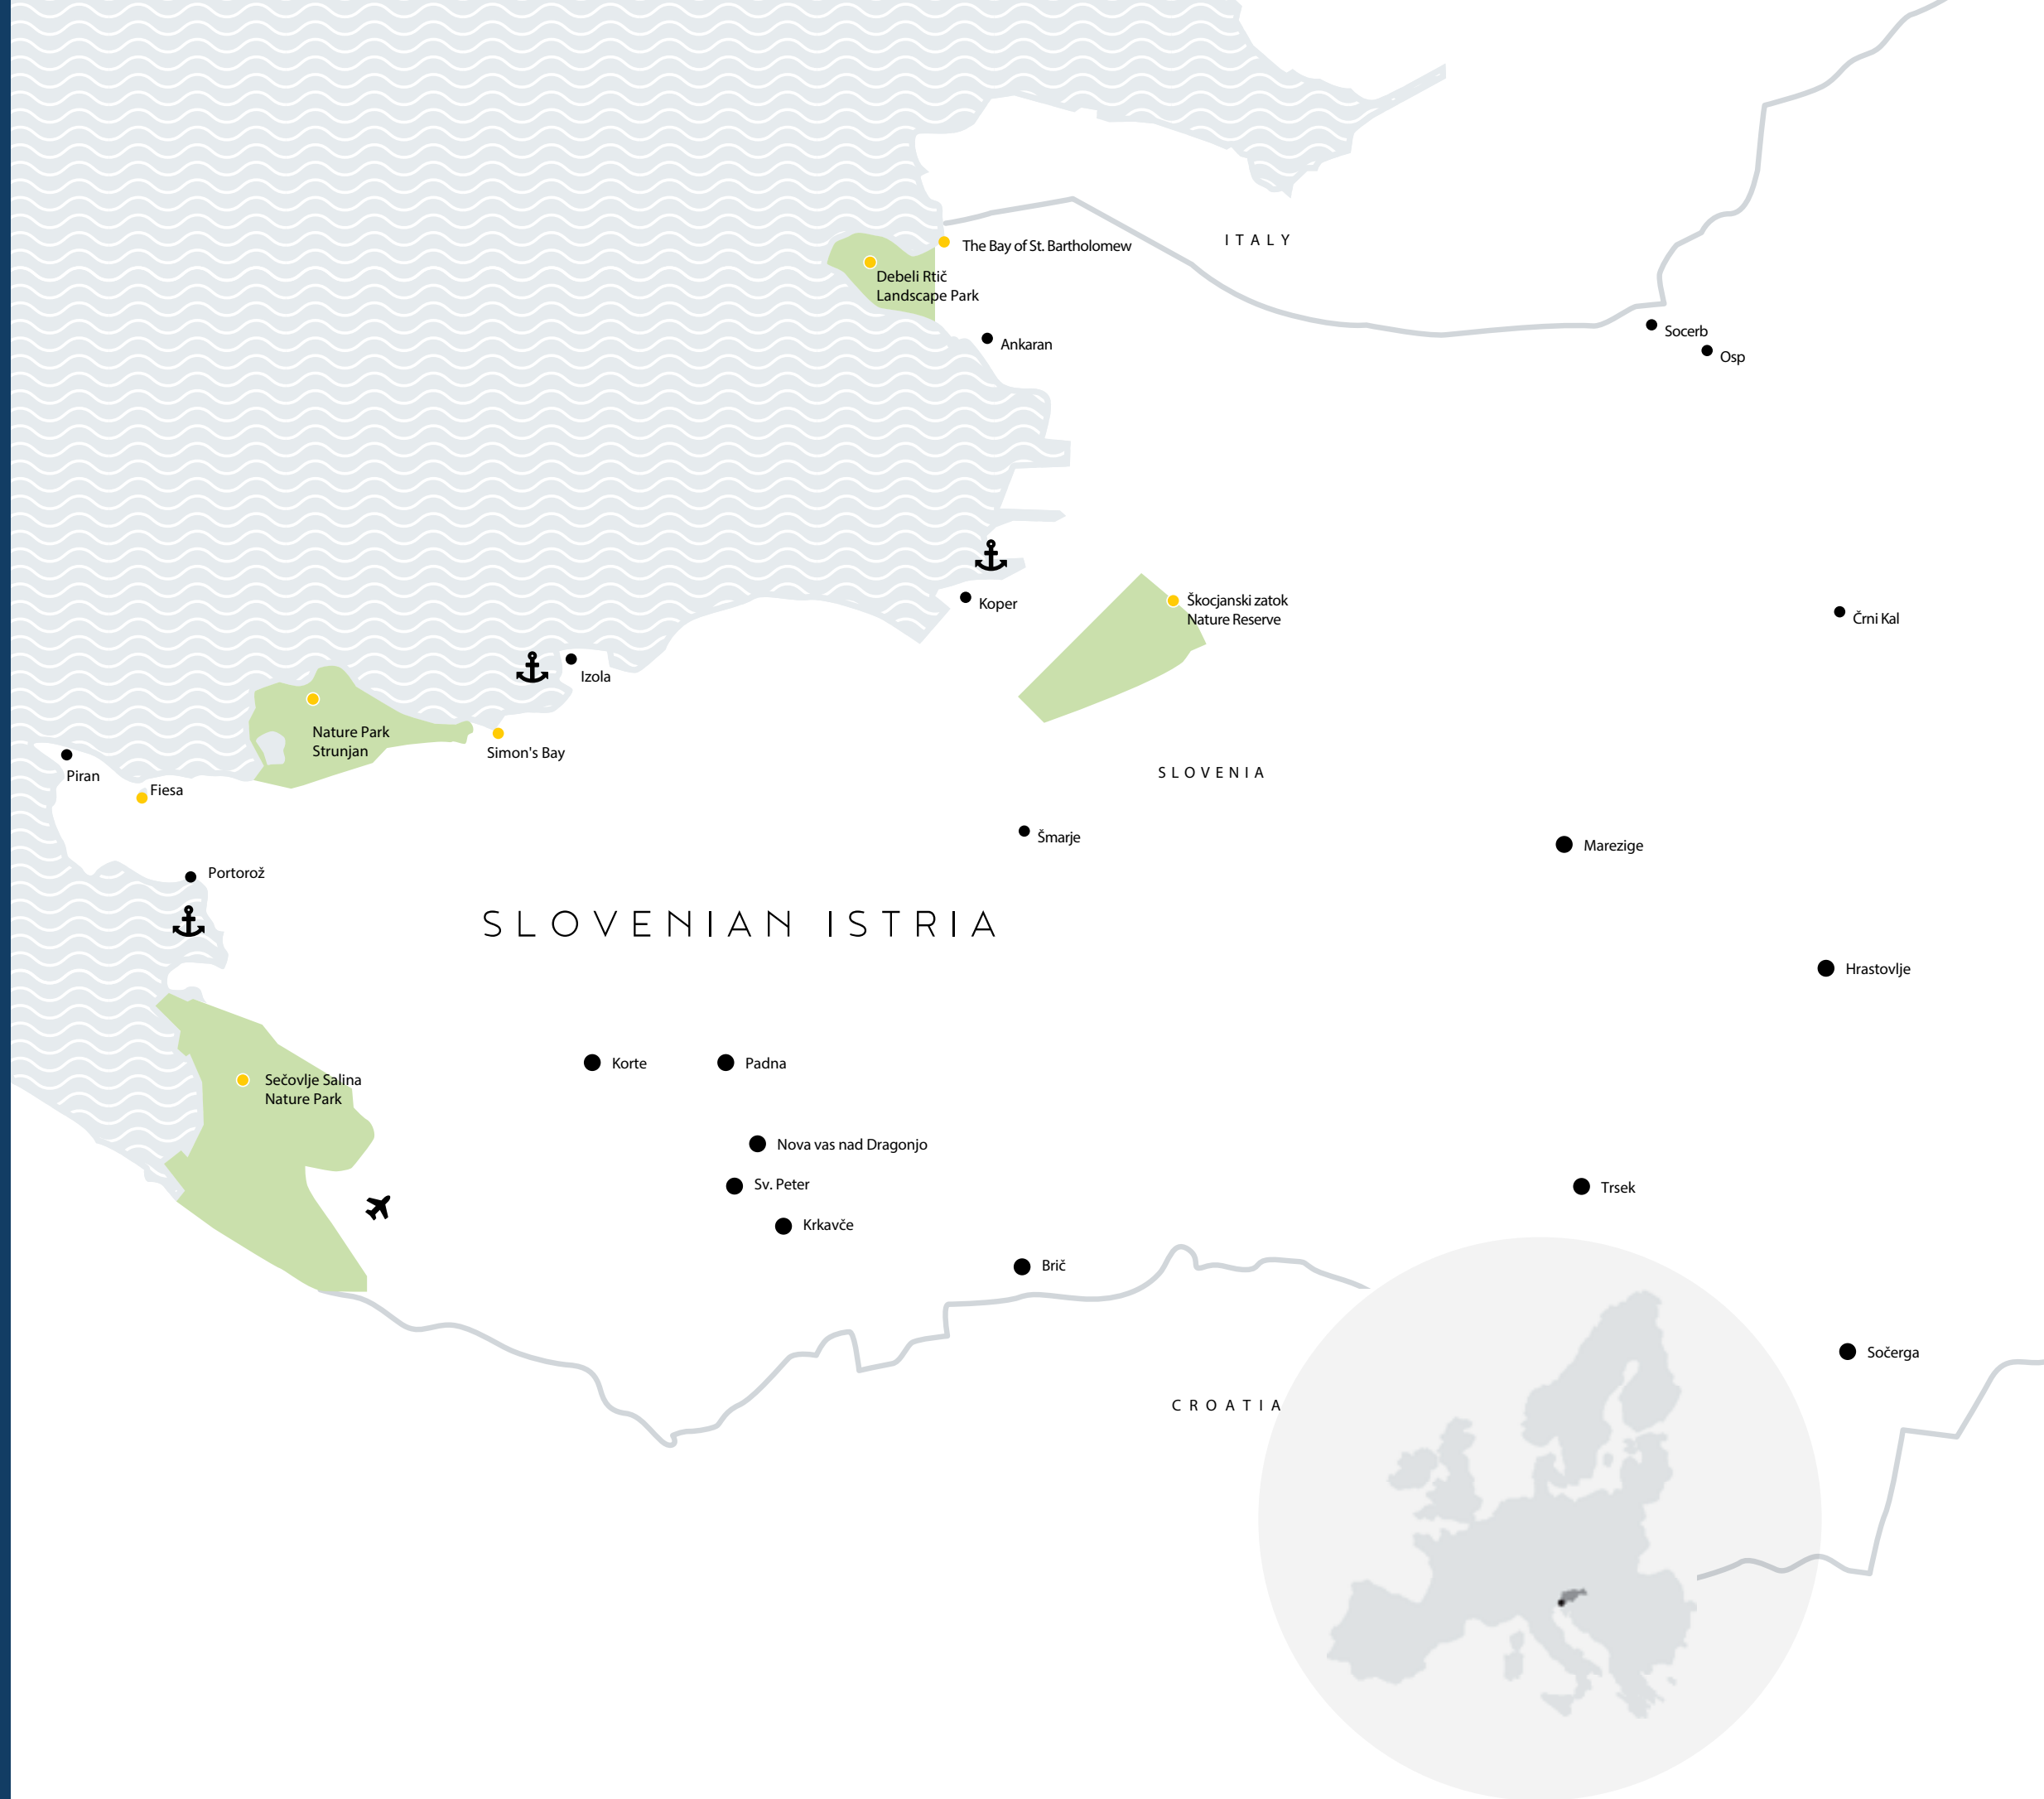 ITALY
The Bay of St. Bartholomew
Debeli Rtič
Landscape Park
Ankaran
Socerb
Osp
Koper
Škocjanski zatok
Nature Reserve
Črni Kal
Izola
Nature Park
Strunjan
Simon's Bay
Piran
Fiesa
SLOVENIA
Šmarje
Marezige
Portorož
SLOVENIAN ISTRIA
Hrastovlje
Korte
Padna
Sečovlje Salina
Nature Park
Nova vas nad Dragonjo
Sv. Peter
Trsek
Krkavče
Brič
Sočerga
CROATIA